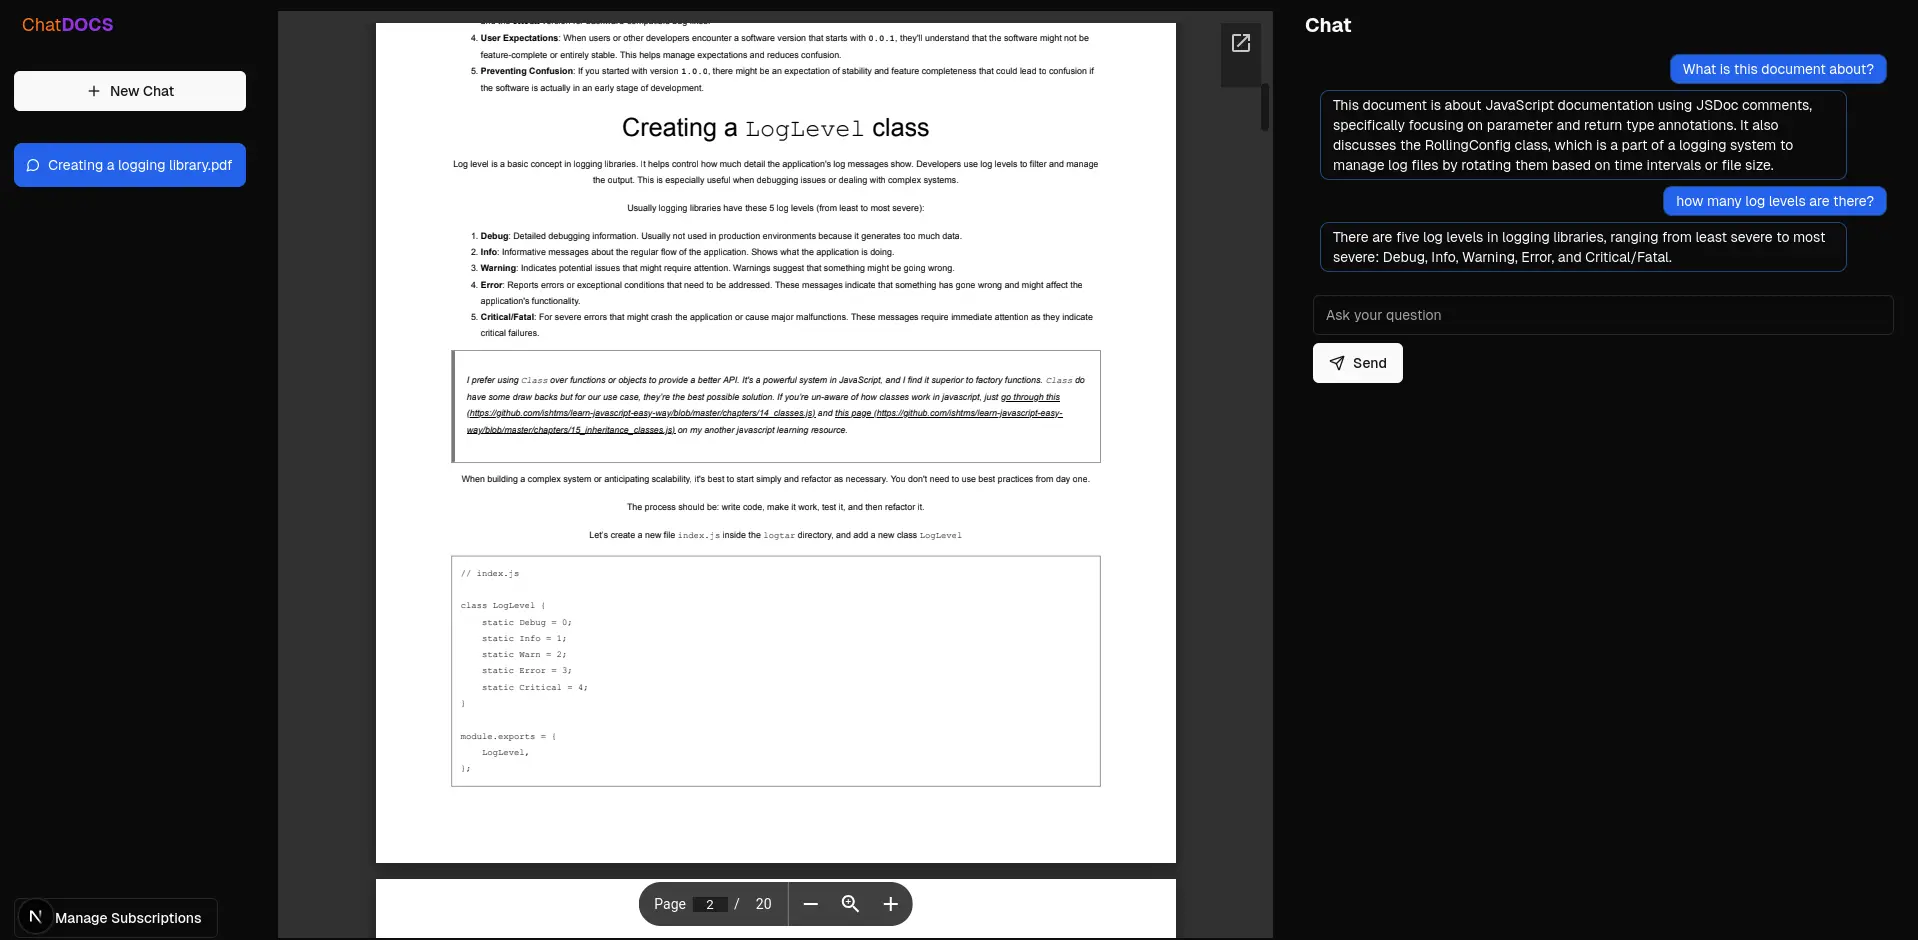 ChatDOCS
New Chat
Creating a logging library.pdf
N
Manage Subscriptions
4. User Expectations: When users or other developers encounter a software version that starts with 0.0.1, they'll understand that the software might not be
feature-complete or entirely stable. This helps manage expectations and reduces confusion.
5. Preventing Confusion: If you started with version 1.0.0, there might be an expectation of stability and feature completeness that could lead to confusion if
the software is actually in an early stage of development.
Creating a LogLevel class
Log level is a basic concept in logging libraries. It helps control how much detail the application's log messages show. Developers use log levels to filter and manage
the output. This is especially useful when debugging issues or dealing with complex systems.
Usually logging libraries have these 5 log levels (from least to most severe):
1. Debug: Detailed debugging information. Usually not used in production environments because it generates too much data.
2. Info: Informative messages about the regular flow of the application. Shows what the application is doing.
3. Warning: Indicates potential issues that might require attention. Warnings suggest that something might be going wrong.
4. Error: Reports errors or exceptional conditions that need to be addressed. These messages indicate that something has gone wrong and might affect the
application's functionality.
5. Critical/Fatal: For severe errors that might crash the application or cause major malfunctions. These messages require immediate attention as they indicate
critical failures.
I prefer using Class over functions or objects to provide a better API. It's a powerful system in JavaScript, and I find it superior to factory functions. Class do
have some draw backs but for our use case, they're the best possible solution. If you're un-aware of how classes work in javascript, just go through this
(https://github.com/ishtms/learn-javascript-easy-way/blob/master/chapters/14_classes.js) and this page (https://github.com/ishtms/learn-javascript-easy-
way/blob/master/chapters/15_inheritance_classes.js) on my another javascript learning resource.
When building a complex system or anticipating scalability, it's best to start simply and refactor as necessary. You don't need to use best practices from day one.
The process should be: write code, make it work, test it, and then refactor it.
Let's create a new file index.js inside the logtar directory, and add a new class LogLevel
// index.js
class LogLevel {
static Debug = 0;
static Info = 1;
static Warn = 2;
static Error = 3;
static Critical = 4;
}
module.exports = {
LogLevel,
};
Page 2 / 20
Chat
What is this document about?
This document is about JavaScript documentation using JSDoc comments,
specifically focusing on parameter and return type annotations. It also
discusses the RollingConfig class, which is a part of a logging system to
manage log files by rotating them based on time intervals or file size.
how many log levels are there?
There are five log levels in logging libraries, ranging from least severe to most
severe: Debug, Info, Warning, Error, and Critical/Fatal.
Ask your question
Send